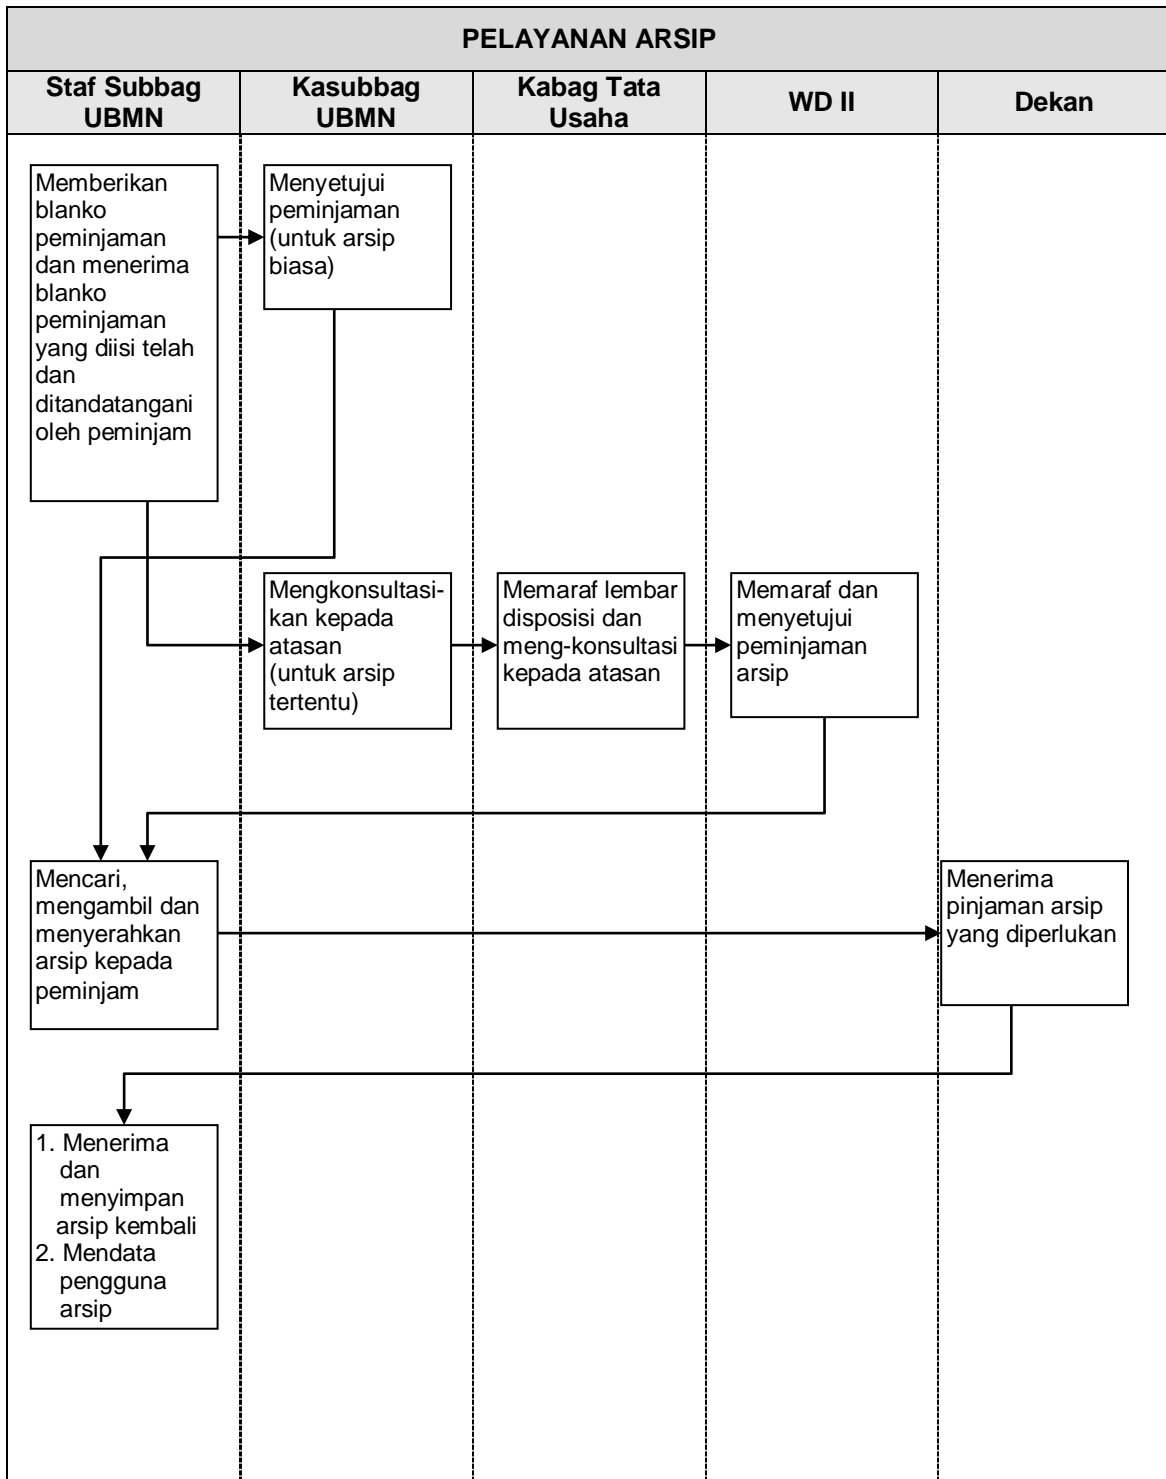 PELAYANAN ARSIP
Staf Subbag
UBMN
Kasubbag
UBMN
Kabag Tata
Usaha
WD II
Dekan
Memberikan
blanko
peminjaman
dan menerima
blanko
peminjaman
yang diisi telah
dan
ditandatangani
oleh peminjam
Menyetujui
peminjaman
(untuk arsip
biasa)
Mengkonsultasi-
kan kepada
atasan
(untuk arsip
tertentu)
Memaraf lembar
disposisi dan
meng-konsultasi
kepada atasan
Memaraf dan
menyetujui
peminjaman
arsip
Mencari,
mengambil dan
menyerahkan
arsip kepada
peminjam
Menerima
pinjaman arsip
yang diperlukan
1. Menerima
dan
menyimpan
arsip kembali
2. Mendata
pengguna
arsip